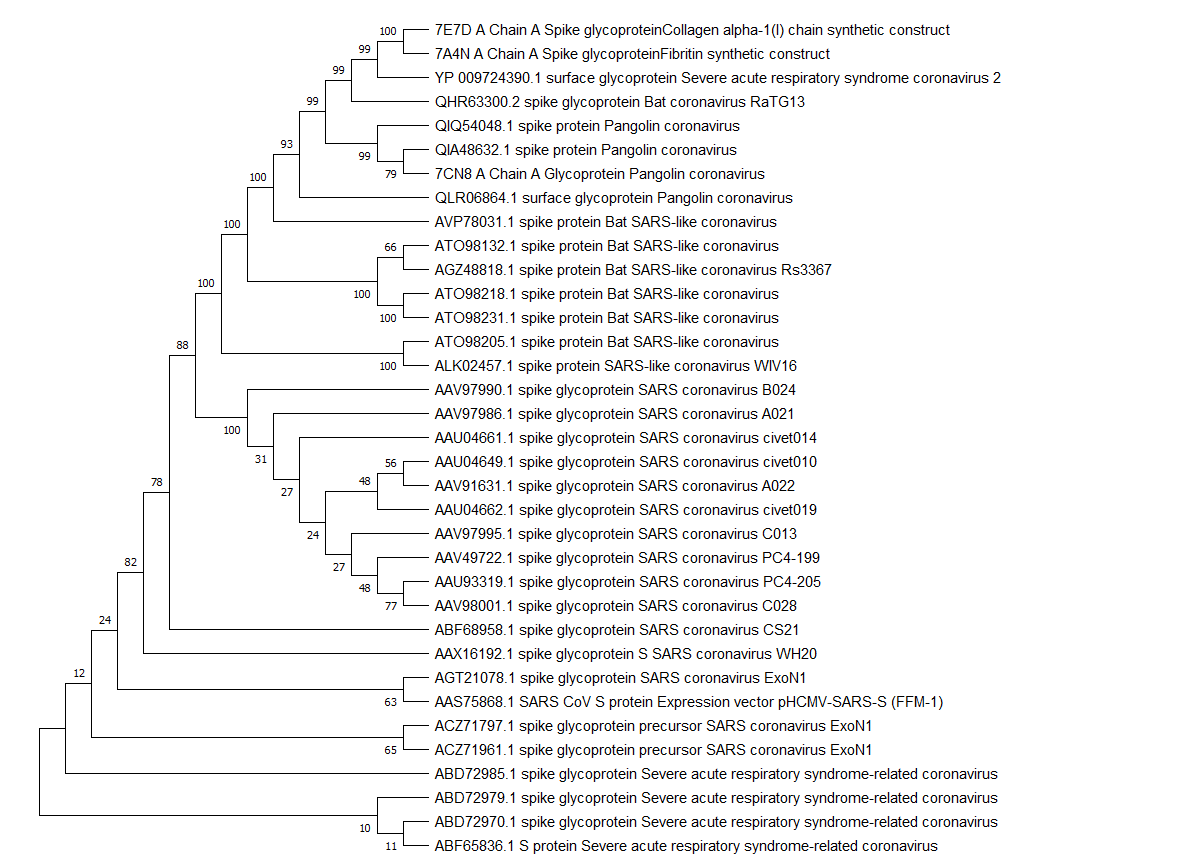 100
7E7D A Chain A Spike glycoproteinCollagen alpha-1(I) chain synthetic construct
99
7A4N A Chain A Spike glycoproteinFibritin synthetic construct
99
YP 009724390.1 surface glycoprotein Severe acute respiratory syndrome coronavirus 2
99
QHR63300.2 spike glycoprotein Bat coronavirus RaTG13
QIQ54048.1 spike protein Pangolin coronavirus
93
99
QIA48632.1 spike protein Pangolin coronavirus
79
7CN8 A Chain A Glycoprotein Pangolin coronavirus
100
QLR06864.1 surface glycoprotein Pangolin coronavirus
100
AVP78031.1 spike protein Bat SARS-like coronavirus
66
ATO98132.1 spike protein Bat SARS-like coronavirus
AGZ48818.1 spike protein Bat SARS-like coronavirus Rs3367
100
100
ATO98218.1 spike protein Bat SARS-like coronavirus
100
ATO98231.1 spike protein Bat SARS-like coronavirus
88
ATO98205.1 spike protein Bat SARS-like coronavirus
100
ALK02457.1 spike protein SARS-like coronavirus WIV16
AAV97990.1 spike glycoprotein SARS coronavirus B024
100
AAV97986.1 spike glycoprotein SARS coronavirus A021
31
AAU04661.1 spike glycoprotein SARS coronavirus civet014
56
AAU04649.1 spike glycoprotein SARS coronavirus civet010
78
27
48
AAV91631.1 spike glycoprotein SARS coronavirus A022
AAU04662.1 spike glycoprotein SARS coronavirus civet019
24
AAV97995.1 spike glycoprotein SARS coronavirus C013
82
27
AAV49722.1 spike glycoprotein SARS coronavirus PC4-199
48
AAU93319.1 spike glycoprotein SARS coronavirus PC4-205
77
AAV98001.1 spike glycoprotein SARS coronavirus C028
24
ABF68958.1 spike glycoprotein SARS coronavirus CS21
AAX16192.1 spike glycoprotein S SARS coronavirus WH20
12
AGT21078.1 spike glycoprotein SARS coronavirus ExoN1
63
AAS75868.1 SARS CoV S protein Expression vector pHCMV-SARS-S (FFM-1)
ACZ71797.1 spike glycoprotein precursor SARS coronavirus ExoN1
65
ACZ71961.1 spike glycoprotein precursor SARS coronavirus ExoN1
ABD72985.1 spike glycoprotein Severe acute respiratory syndrome-related coronavirus
ABD72979.1 spike glycoprotein Severe acute respiratory syndrome-related coronavirus
10
ABD72970.1 spike glycoprotein Severe acute respiratory syndrome-related coronavirus
11
ABF65836.1 S protein Severe acute respiratory syndrome-related coronavirus